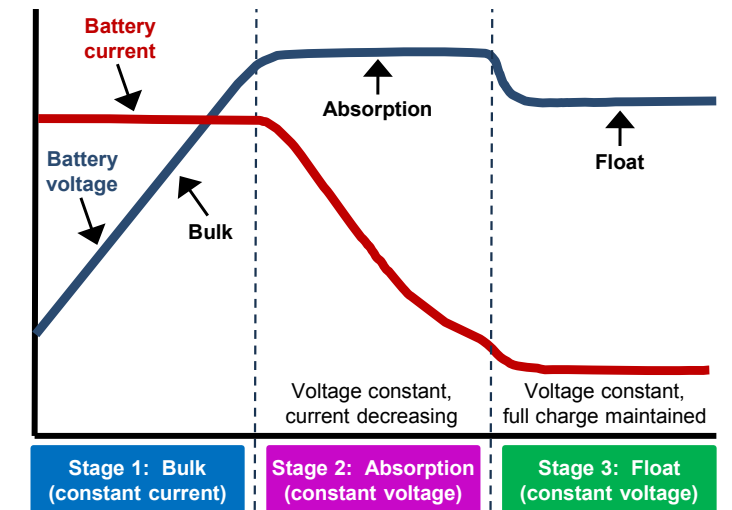 Battery
current
Absorption
Battery
voltage
Bulk
Float
Voltage constant,
current decreasing
Voltage constant,
full charge maintained
Stage 1:  Bulk
(constant current)
Stage 2:  Absorption
(constant voltage)
Stage 3:  Float
(constant voltage)